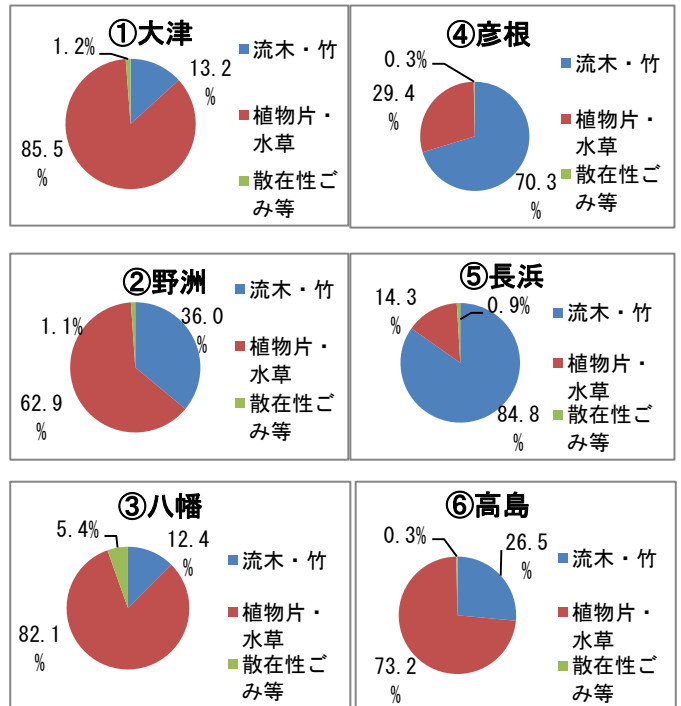 ①大津
1.2%
13.2
%
85.5
%
流木・竹
植物片・
水草
散在性ご
み等
④彦根
0.3%
29.4
%
70.3
%
流木・竹
植物片・
水草
散在性ご
み等
②野洲
1.1%
36.0
%
62.9
%
流木・竹
植物片・
水草
散在性ご
み等
⑤長浜
14.3
%
0.9%
84.8
%
流木・竹
植物片・
水草
散在性ご
み等
③八幡
5.4%
12.4
%
82.1
%
流木・竹
植物片・
水草
散在性ご
み等
⑥高島
0.3%
26.5
%
73.2
%
流木・竹
植物片・
水草
散在性ご
み等